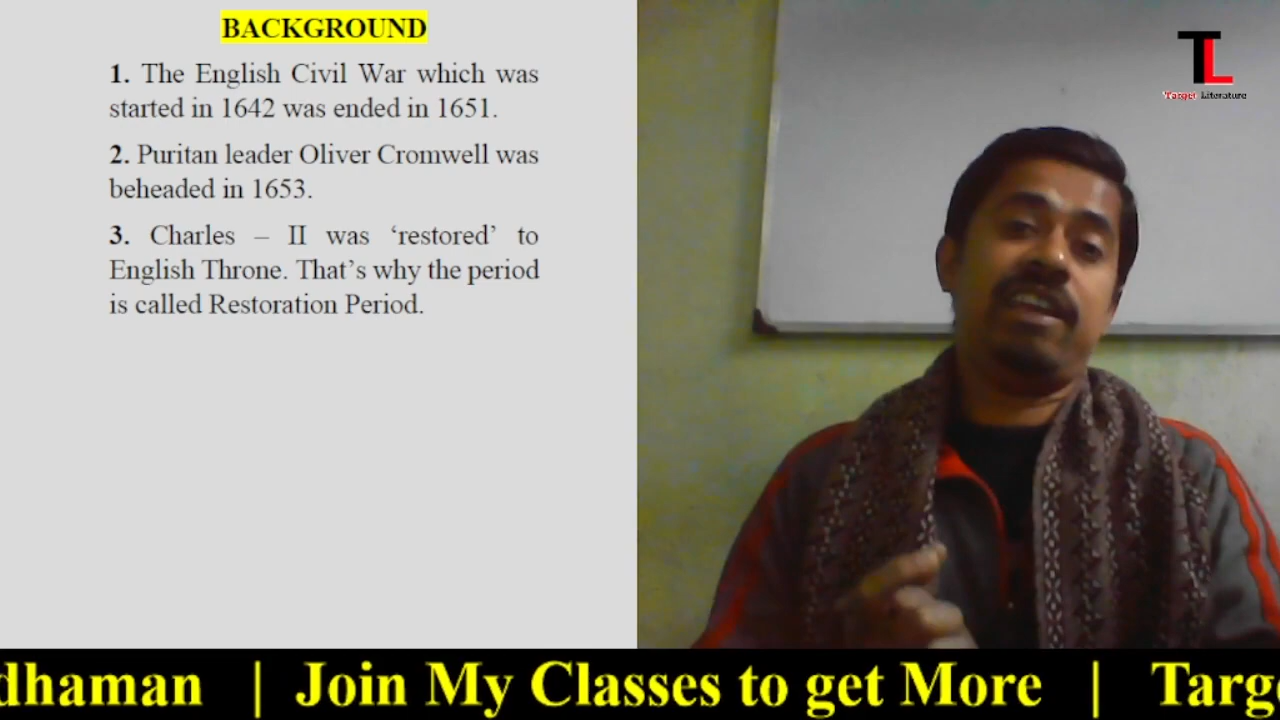 BACKGROUND
1. The English Civil War which was
started in 1642 was ended in 1651.
2. Puritan leader Oliver Cromwell was
beheaded in 1653.
3. Charles – II was ‘restored’ to
English Throne. That’s why the period
is called Restoration Period.
TL
Target Literature
dhaman | Join My Classes to get More | Targe